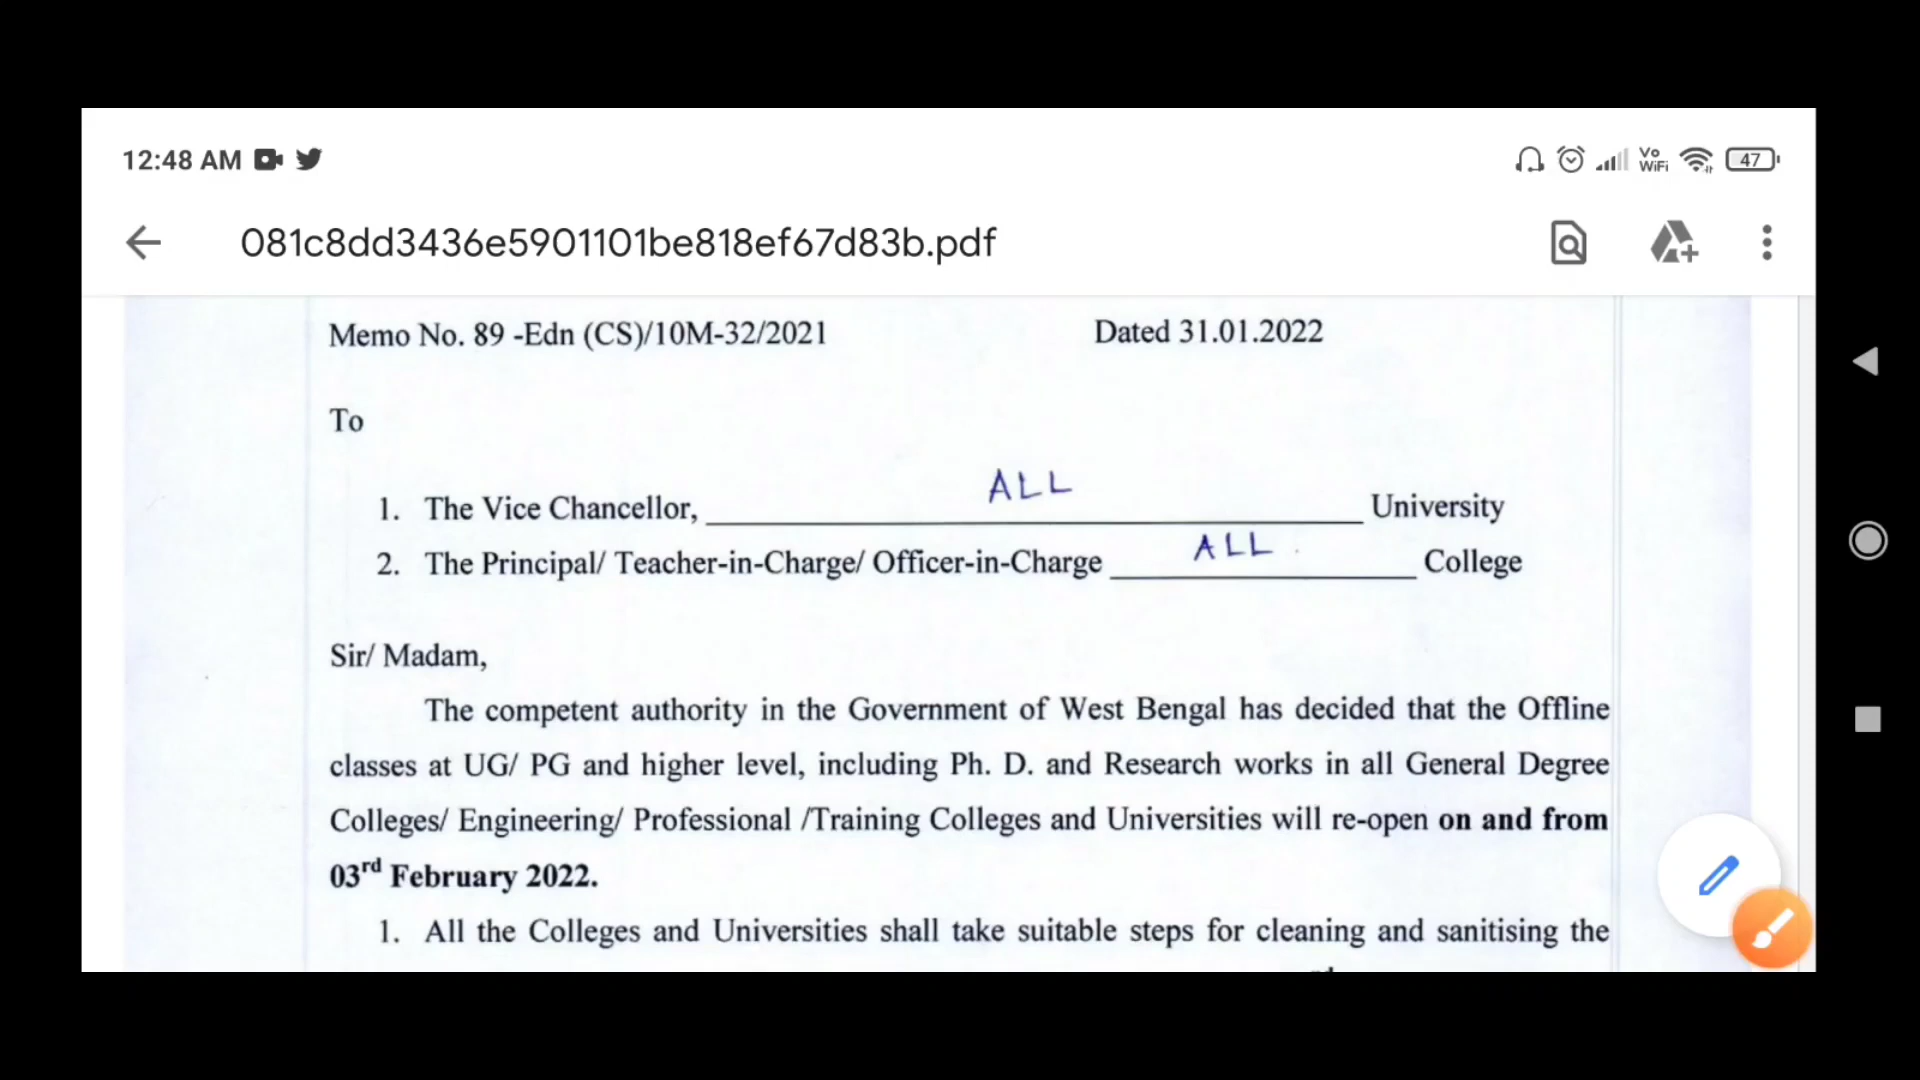 12:48 AM
Vo WiFi 47
081c8dd3436e5901101be818ef67d83b.pdf
Memo No. 89 -Edn (CS)/10M-32/2021 Dated 31.01.2022
To
1. The Vice Chancellor, ALL University
2. The Principal/ Teacher-in-Charge/ Officer-in-Charge ALL College
Sir/ Madam,
The competent authority in the Government of West Bengal has decided that the Offline
classes at UG/ PG and higher level, including Ph. D. and Research works in all General Degree
Colleges/ Engineering/ Professional /Training Colleges and Universities will re-open on and from
03rd February 2022.
1. All the Colleges and Universities shall take suitable steps for cleaning and sanitising the